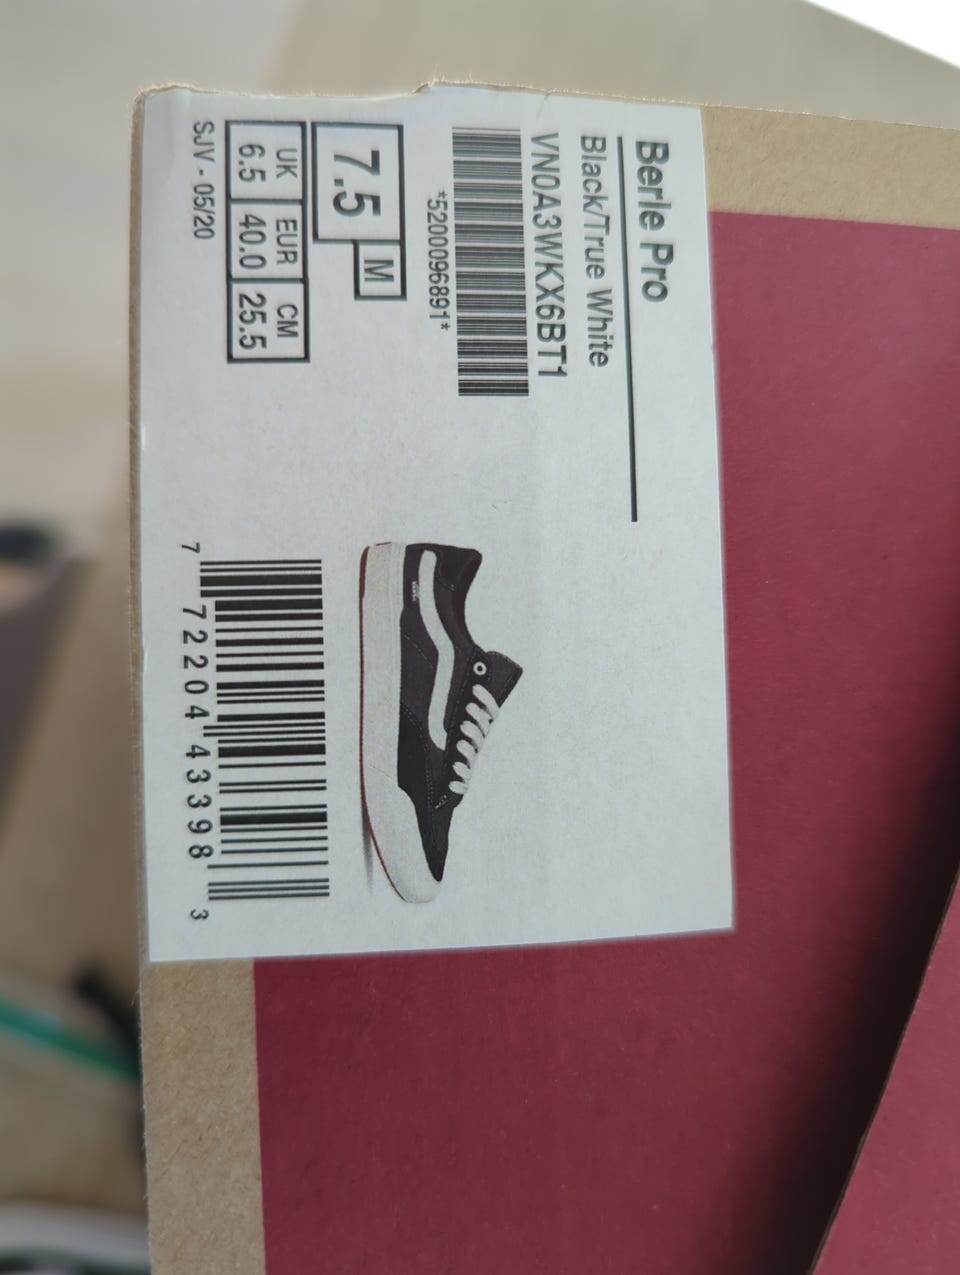 Berle Pro
Black/True White
VN0A3WKX6BT1
*5200096891*
7.5
M
UK EUR CM
6.5 40.0 25.5
SJV - 05/20
7 72204 43398 3